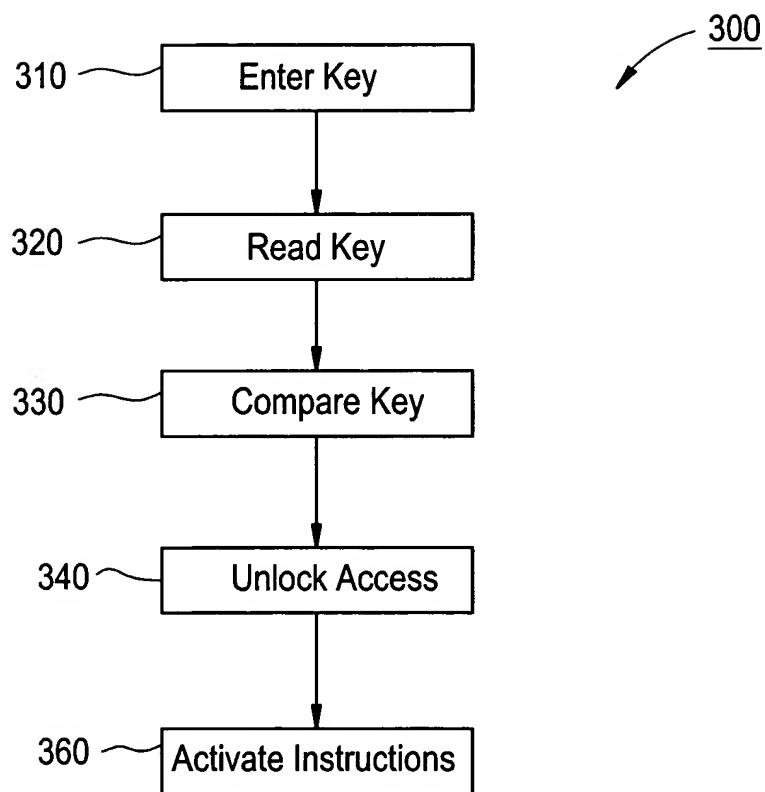 300
310 Enter Key
320 Read Key
330 Compare Key
340 Unlock Access
360 Activate Instructions